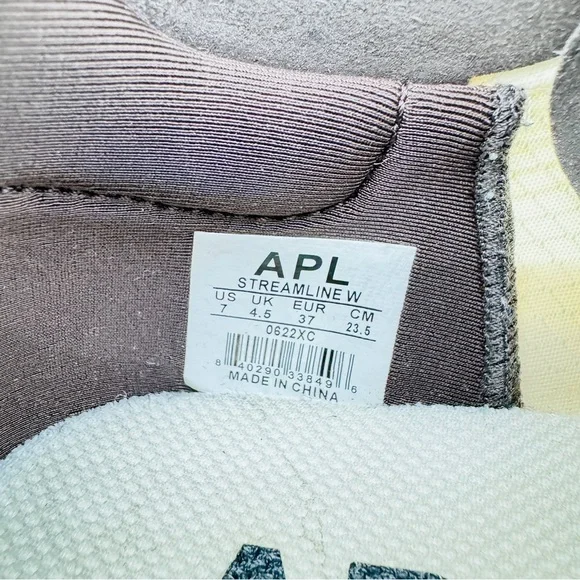 APL
STREAMLINE W
US UK EUR CM
7 4.5 37 23.5
0622XC
8 40290 33849 6
MADE IN CHINA